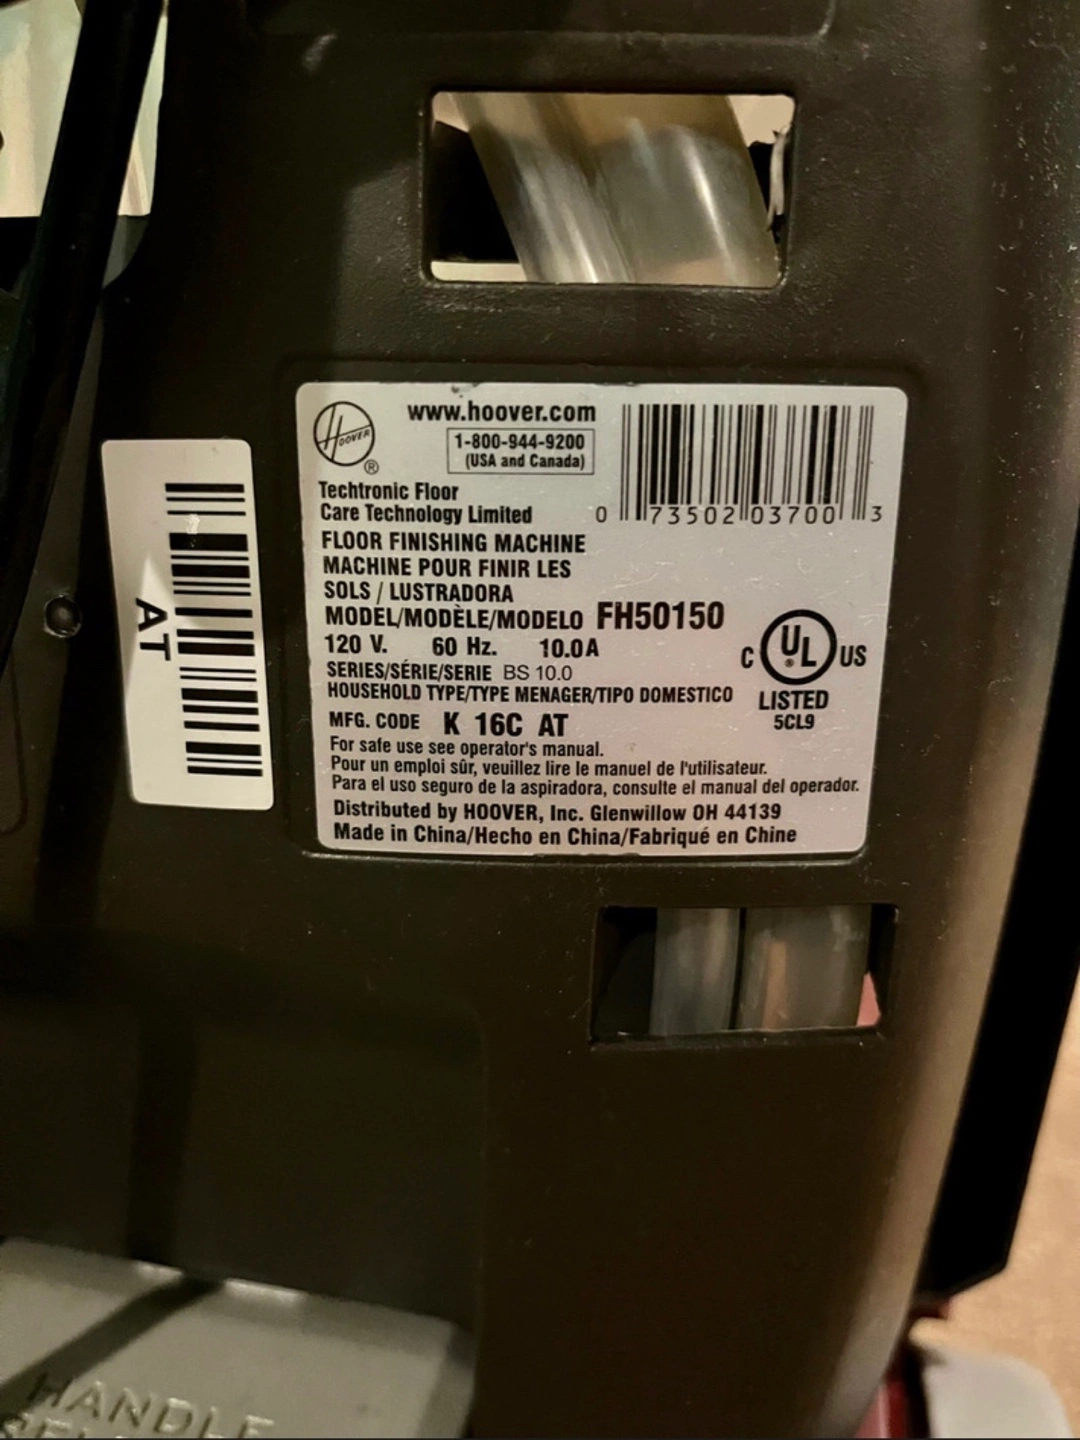 HOOVER
®
www.hoover.com
1-800-944-9200
(USA and Canada)
Techtronic Floor
Care Technology Limited
0 73502 03700 3
FLOOR FINISHING MACHINE
MACHINE POUR FINIR LES
SOLS / LUSTRADORA
MODEL/MODÈLE/MODELO FH50150
120 V. 60 Hz. 10.0A
SERIES/SÉRIE/SERIE BS 10.0
HOUSEHOLD TYPE/TYPE MENAGER/TIPO DOMESTICO
MFG. CODE K 16C AT
C UL® US
LISTED
5CL9
For safe use see operator's manual.
Pour un emploi sûr, veuillez lire le manuel de l'utilisateur.
Para el uso seguro de la aspiradora, consulte el manual del operador.
Distributed by HOOVER, Inc. Glenwillow OH 44139
Made in China/Hecho en China/Fabriqué en Chine
AT
HANDLE